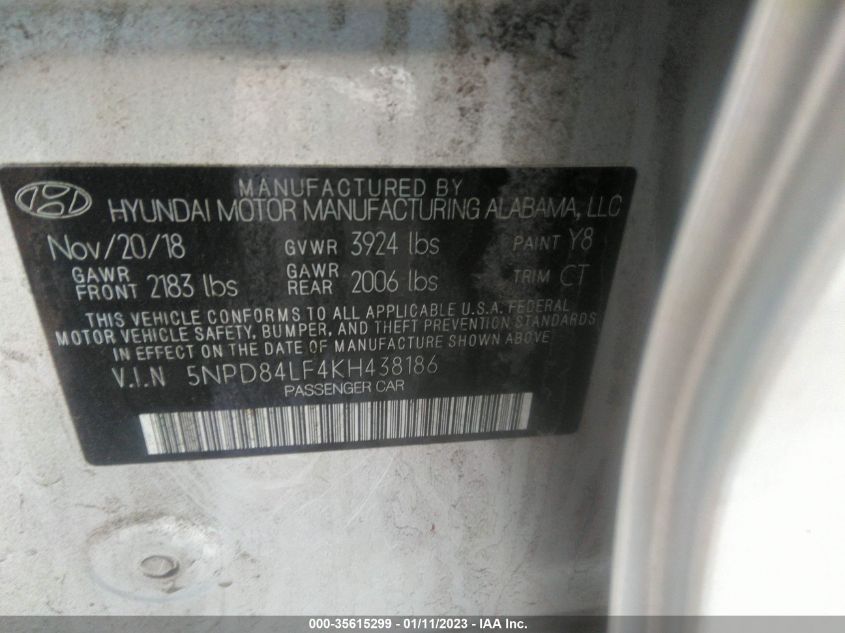 MANUFACTURED BY
HYUNDAI MOTOR MANUFACTURING ALABAMA, LLC
Nov/20/18 GVWR 3924 lbs PAINT Y8
GAWR FRONT 2183 lbs GAWR REAR 2006 lbs TRIM CT
THIS VEHICLE CONFORMS TO ALL APPLICABLE U.S.A. FEDERAL
MOTOR VEHICLE SAFETY, BUMPER, AND THEFT PREVENTION STANDARDS
IN EFFECT ON THE DATE OF MANUFACTURE SHOWN ABOVE
V.I.N 5NPD84LF4KH438186
PASSENGER CAR
000-35615299 - 01/11/2023 - IAA Inc.